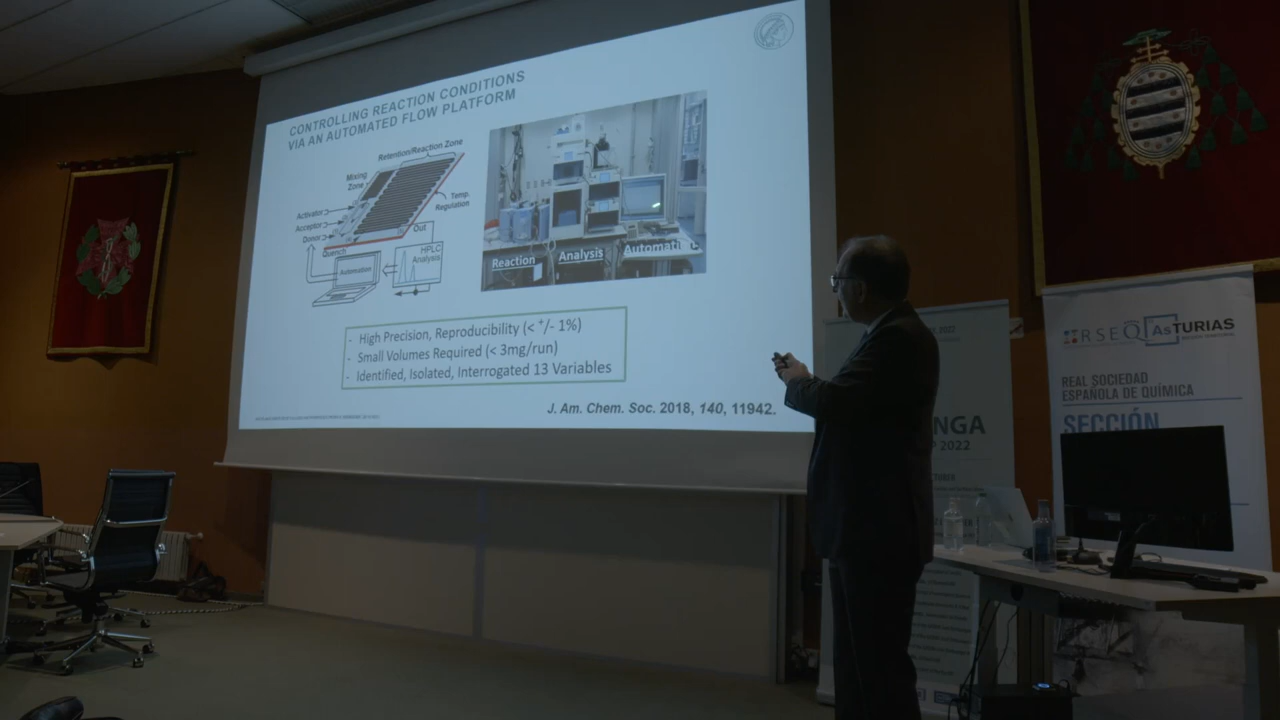 CONTROLLING REACTION CONDITIONS
VIA AN AUTOMATED FLOW PLATFORM
Retention/Reaction Zone
Mixing
Zone
Temp.
Regulation
Activator
Acceptor
Donor
Quench
Out
HPLC
Analysis
Automation
Reaction
Analysis
Automati
- High Precision, Reproducibility (< +/- 1%)
- Small Volumes Required (< 3mg/run)
- Identified, Isolated, Interrogated 13 Variables
J. Am. Chem. Soc. 2018, 140, 11942.
NGA
2022
RSEQ
AsTURIAS
REAL SOCIEDAD
ESPAÑOLA DE QUÍMICA
SECCIÓN